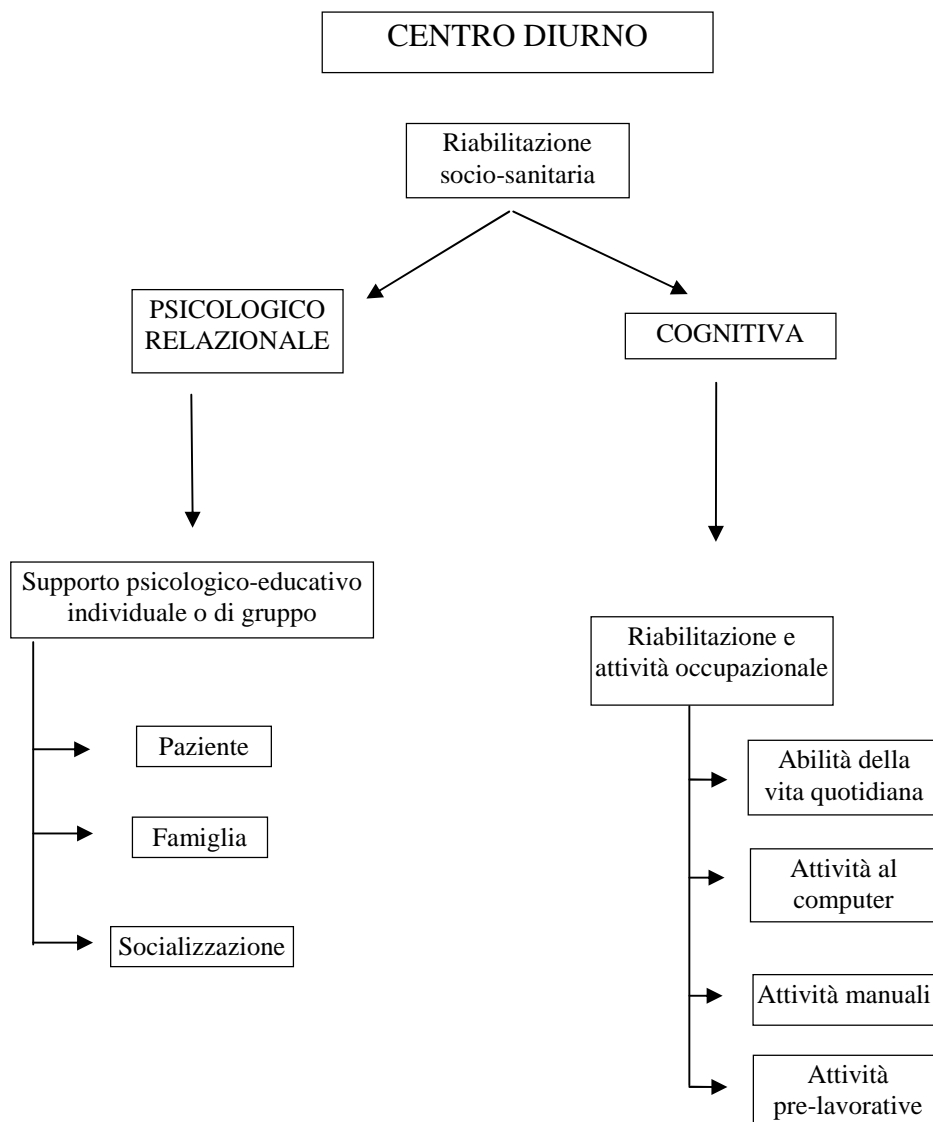 CENTRO DIURNO
Riabilitazione
socio-sanitaria
PSICOLOGICO
RELAZIONALE
COGNITIVA
Supporto psicologico-educativo
individuale o di gruppo
Paziente
Famiglia
Socializzazione
Riabilitazione e
attività occupazionale
Abilità della
vita quotidiana
Attività al
computer
Attività manuali
Attività
pre-lavorative